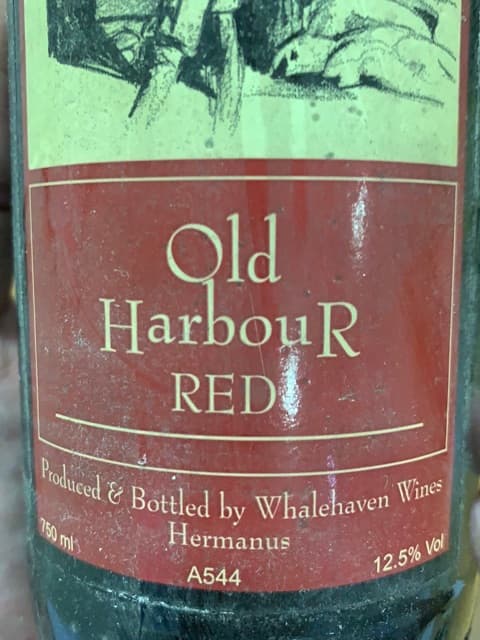 Old
HarbouR
RED
Produced & Bottled by Whalehaven Wines
Hermanus
750 ml
A544
12.5% Vol